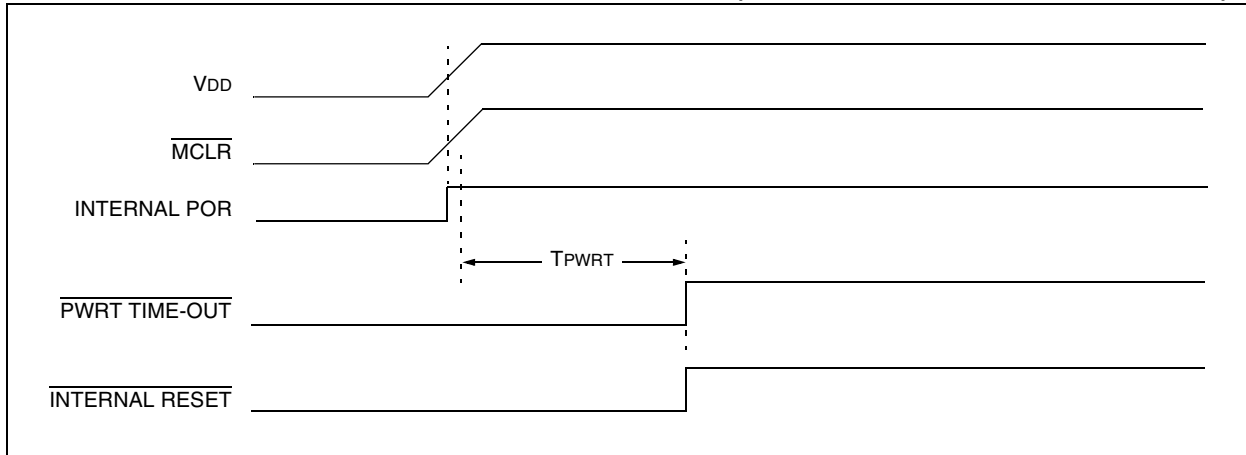 VDD
MCLR
INTERNAL POR
TPWRT
PWRT TIME-OUT
INTERNAL RESET